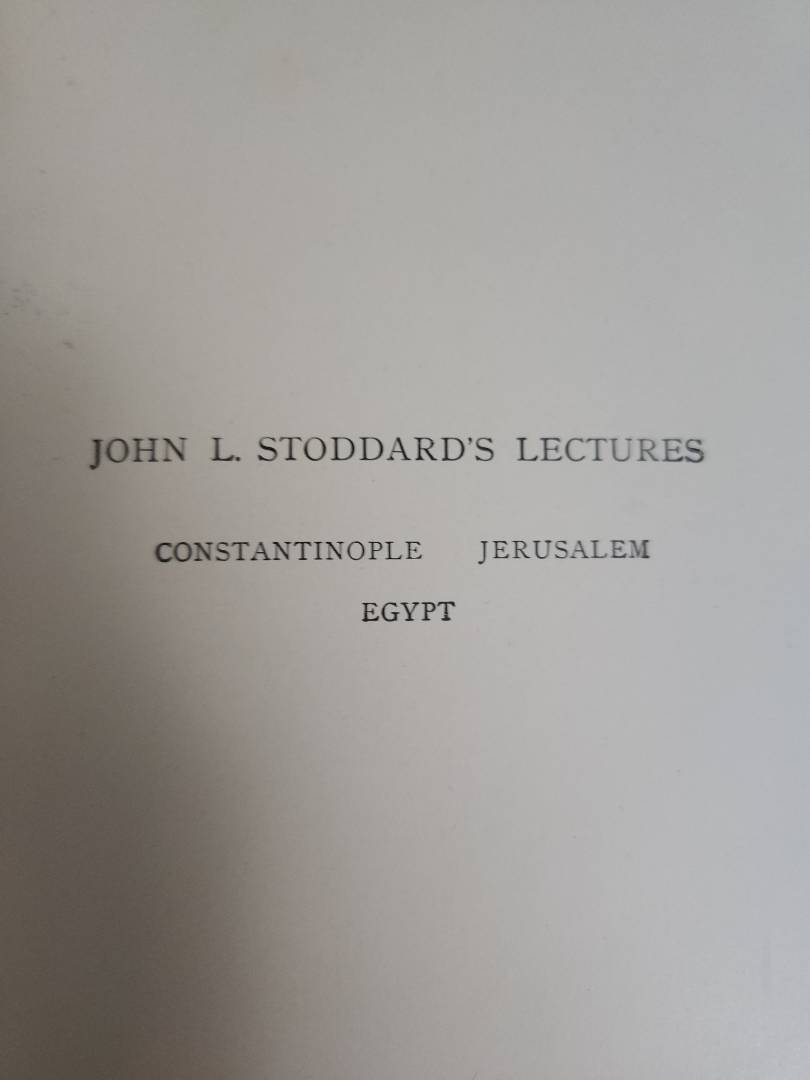 JOHN L. STODDARD'S LECTURES
CONSTANTINOPLE JERUSALEM
EGYPT